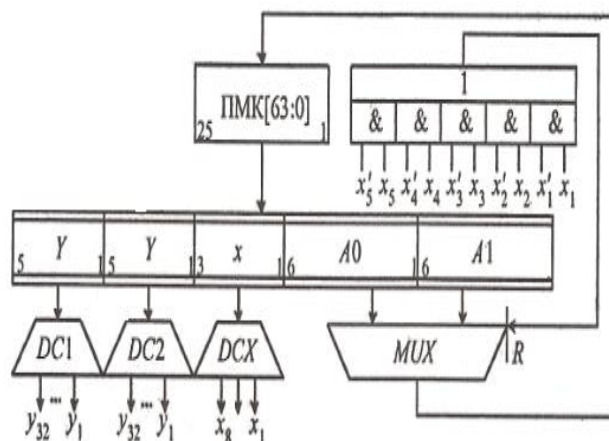 ПМК[63:0]
25 1
1
& & & & &
x'5 x5 x'4 x4 x'3 x3 x'2 x2 x'1 x1
Y Y x A0 A1
5 1 5 1 3 1 6 1 6
DC1 DC2 DCX MUX R
y32 ... y1 y32 ... y1 x8 x1